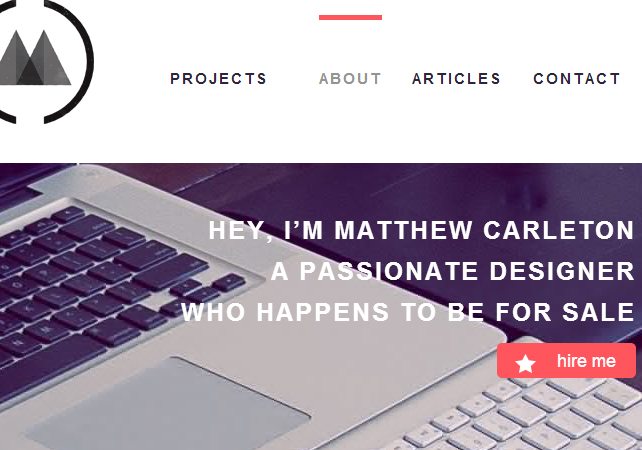 PROJECTS ABOUT ARTICLES CONTACT
HEY, I’M MATTHEW CARLETON
A PASSIONATE DESIGNER
WHO HAPPENS TO BE FOR SALE
hire me